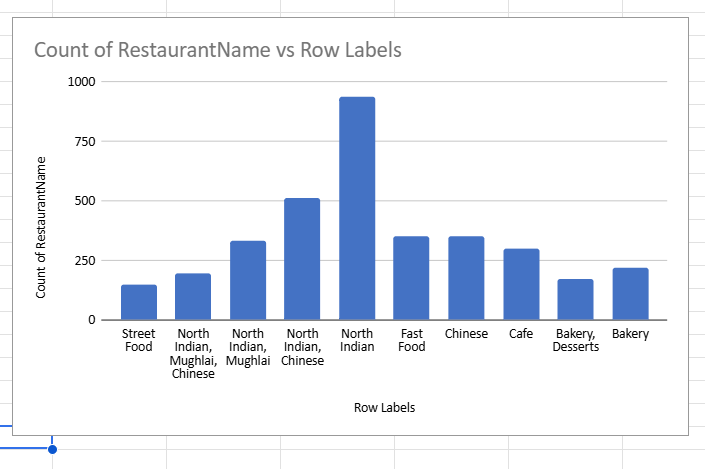 Count of RestaurantName vs Row Labels
Count of RestaurantName
1000
750
500
250
0
Street
Food
North
Indian,
Mughlai,
Chinese
North
Indian,
Mughlai
North
Indian,
Chinese
North
Indian
Fast
Food
Chinese
Cafe
Bakery,
Desserts
Bakery
Row Labels